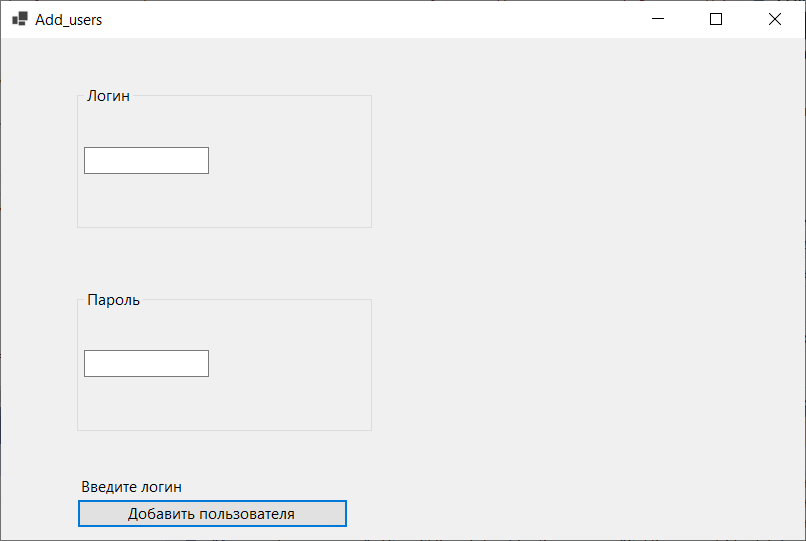 Add_users
Логин
Пароль
Введите логин
Добавить пользователя